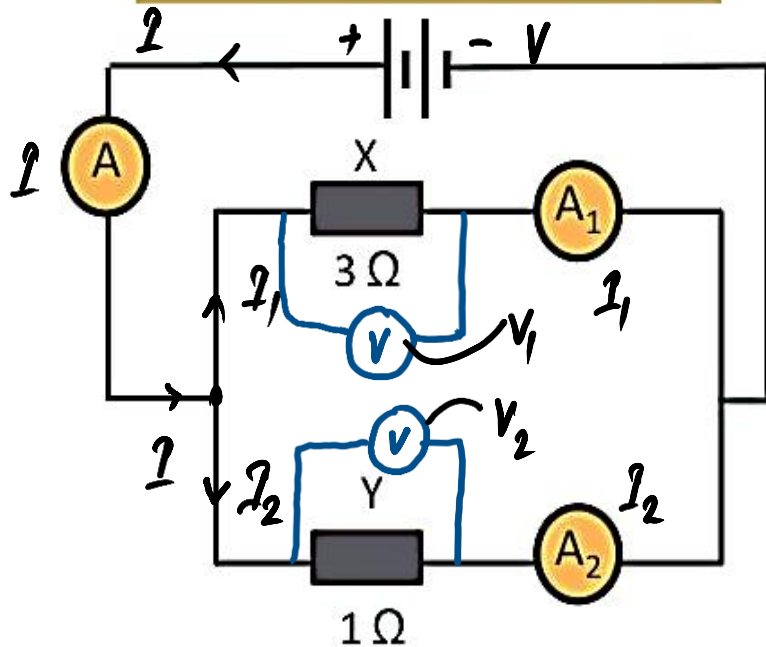 I + - V
A
I
X
A₁
3 Ω
I₁
I₁
V
V₁
V
V₂
I
I₂
Y
I₂
A₂
1 Ω